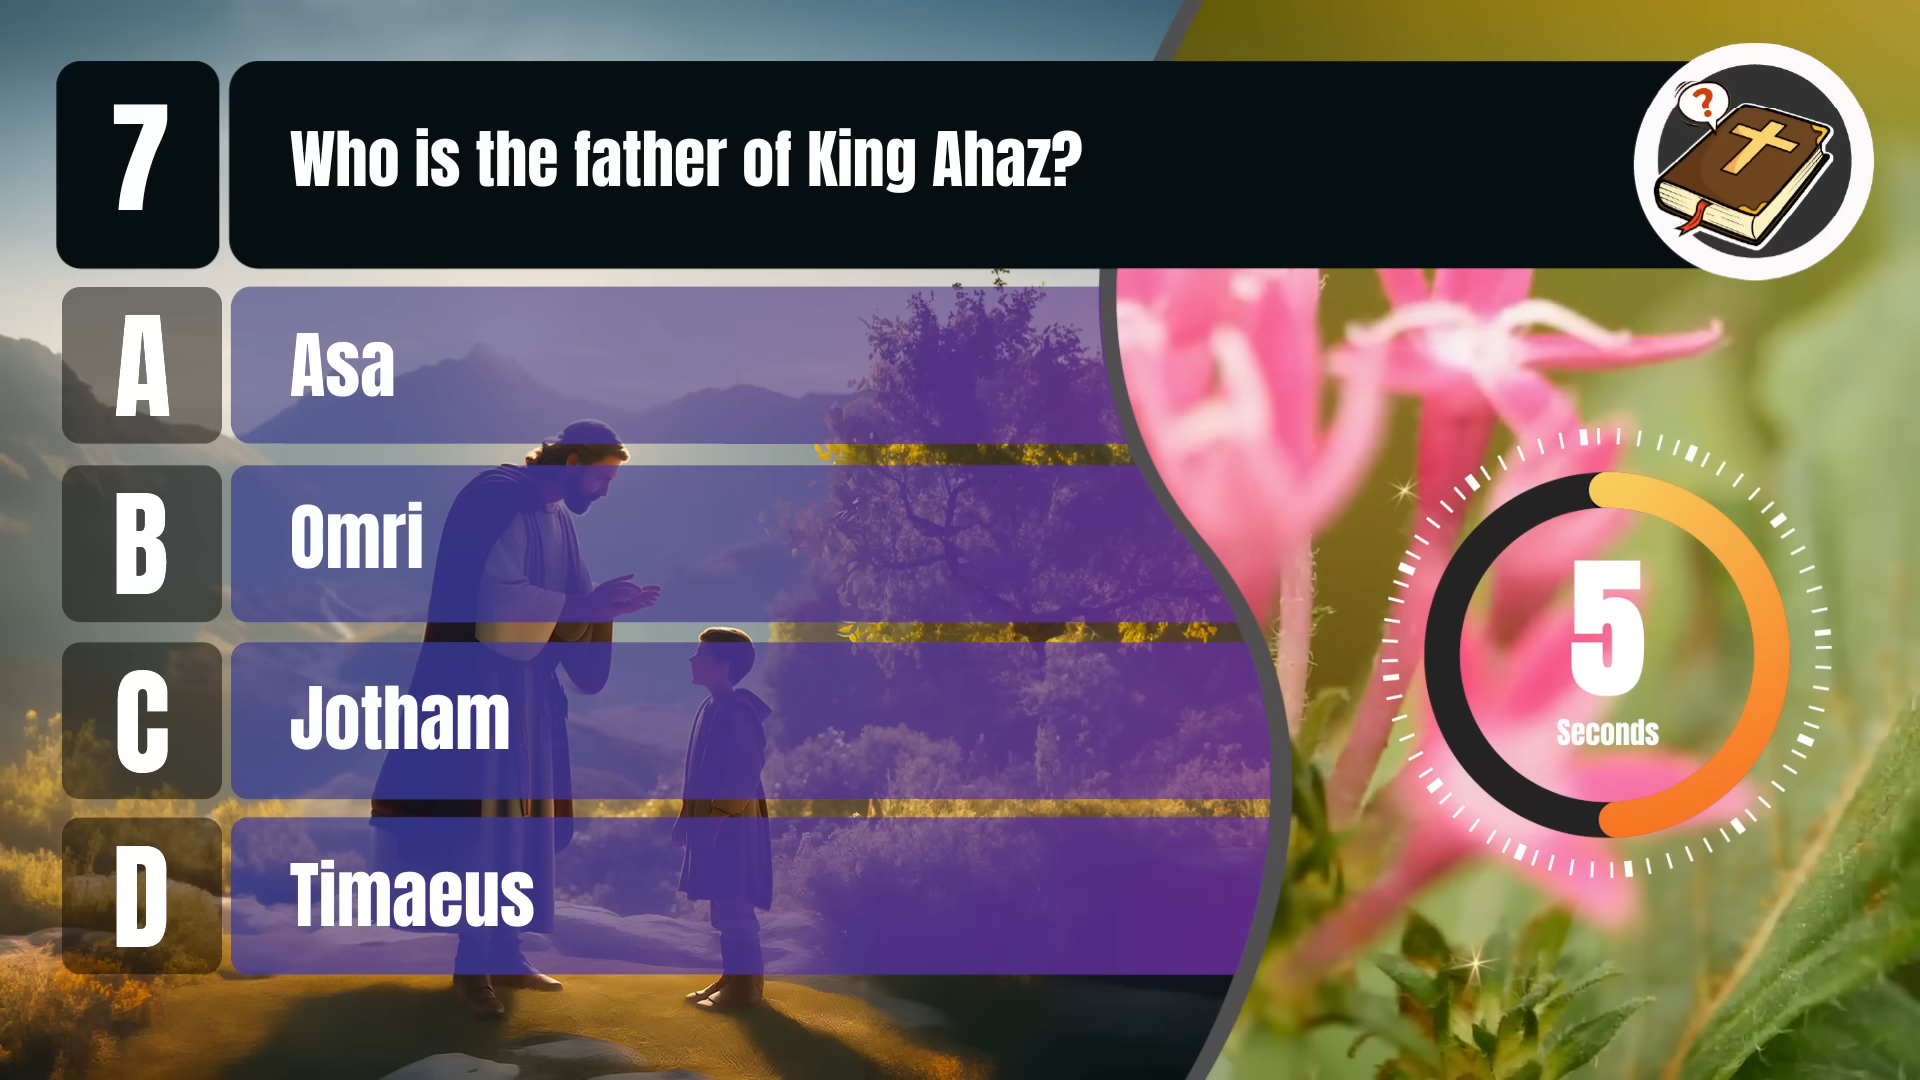 7
Who is the father of King Ahaz?
?
A
Asa
B
Omri
C
Jotham
D
Timaeus
5
Seconds